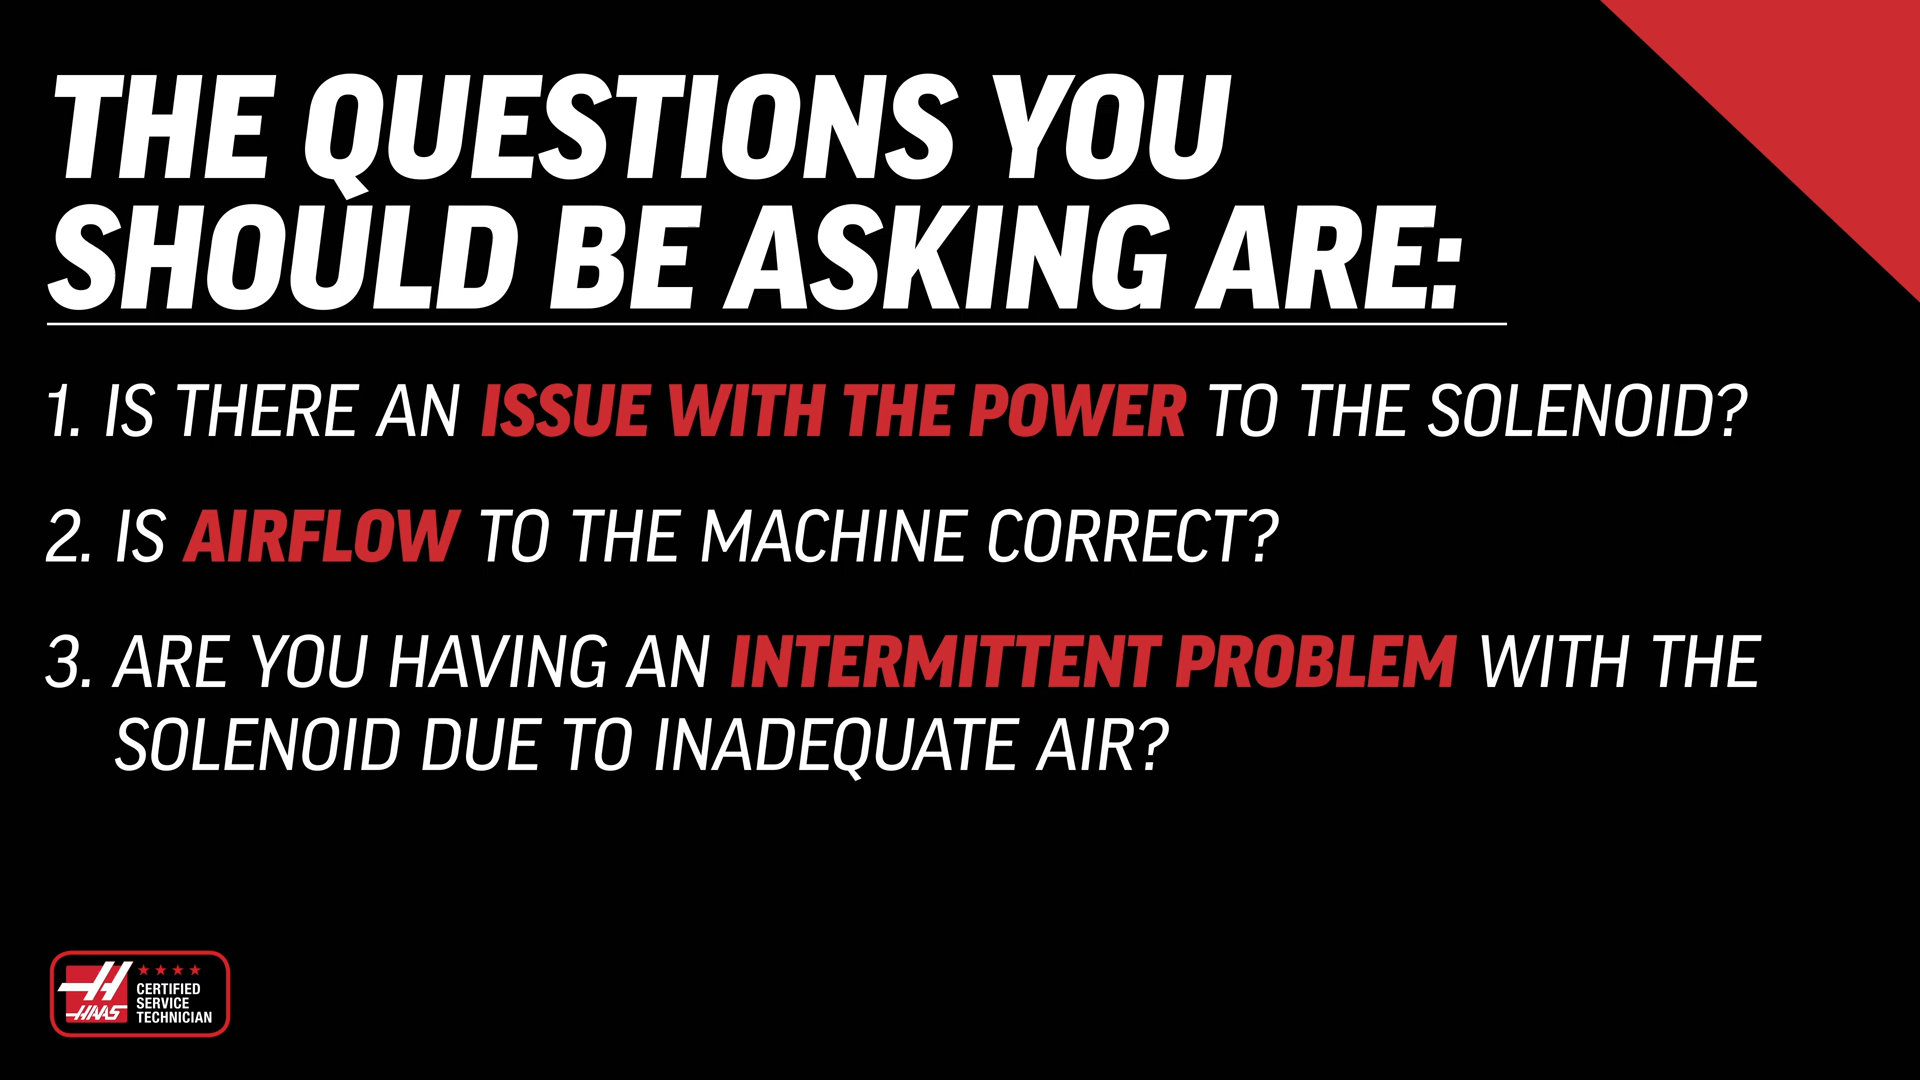 THE QUESTIONS YOU
SHOULD BE ASKING ARE:
1. IS THERE AN ISSUE WITH THE POWER TO THE SOLENOID?
2. IS AIRFLOW TO THE MACHINE CORRECT?
3. ARE YOU HAVING AN INTERMITTENT PROBLEM WITH THE
SOLENOID DUE TO INADEQUATE AIR?
HAAS
CERTIFIED
SERVICE
TECHNICIAN